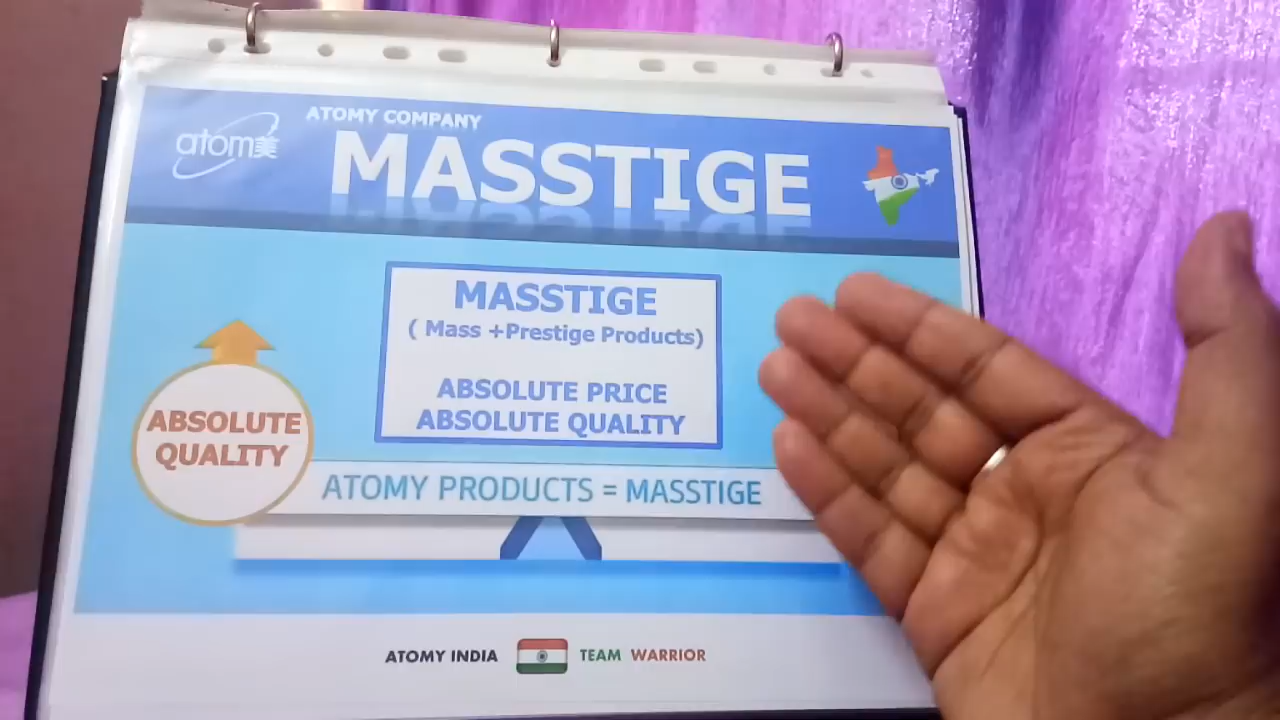 ATOMY COMPANY
atom美
MASSTIGE
MASSTIGE
( Mass +Prestige Products)
ABSOLUTE PRICE
ABSOLUTE QUALITY
ABSOLUTE
QUALITY
ATOMY PRODUCTS = MASSTIGE
ATOMY INDIA TEAM WARRIOR